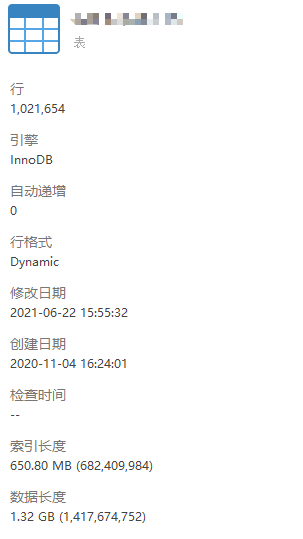 表
行
1,021,654
引擎
InnoDB
自动递增
0
行格式
Dynamic
修改日期
2021-06-22 15:55:32
创建日期
2020-11-04 16:24:01
检查时间
--
索引长度
650.80 MB (682,409,984)
数据长度
1.32 GB (1,417,674,752)